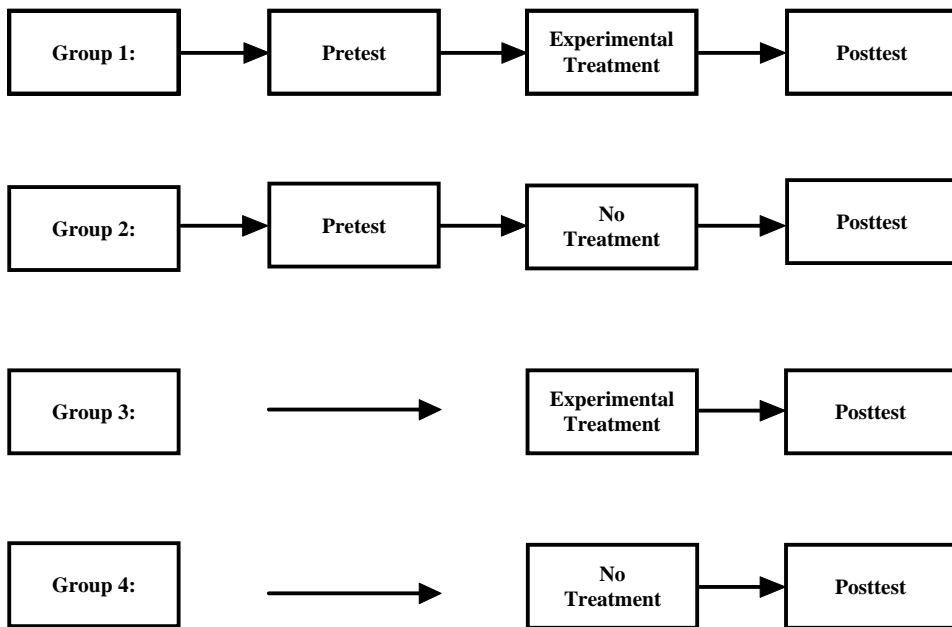 Group 1:
Pretest
Experimental
Treatment
Posttest
Group 2:
Pretest
No
Treatment
Posttest
Group 3:
Experimental
Treatment
Posttest
Group 4:
No
Treatment
Posttest